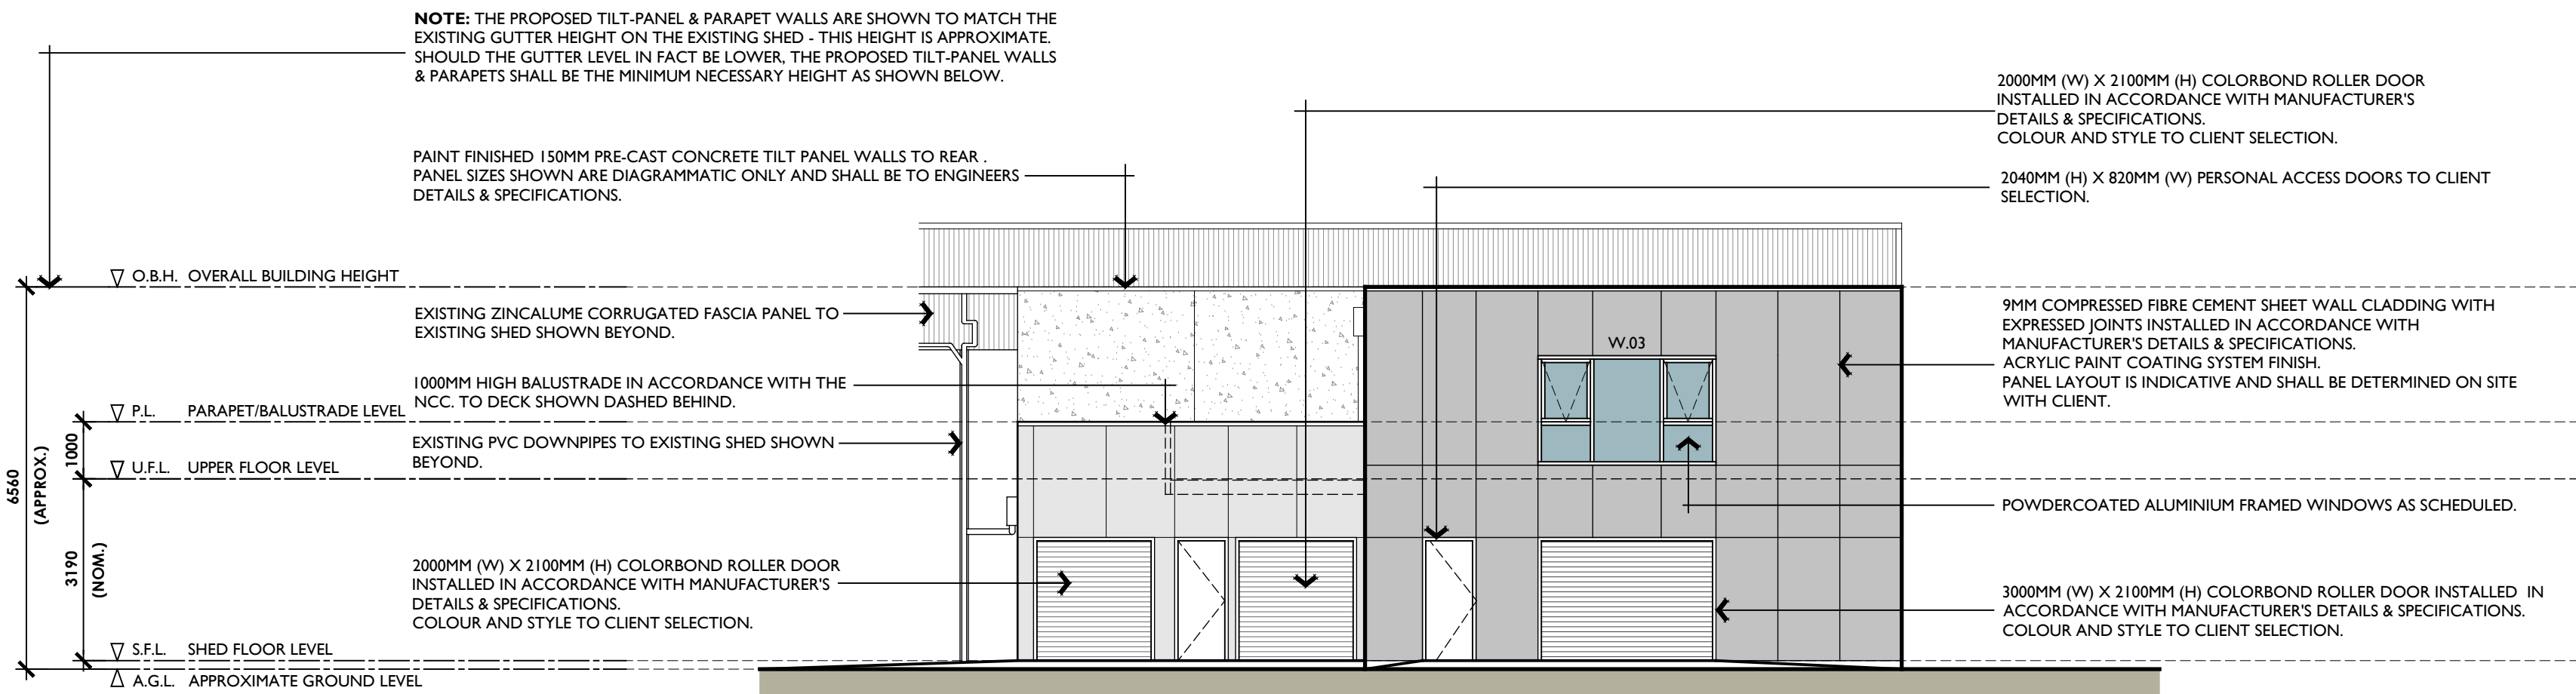 NOTE: THE PROPOSED TILT-PANEL & PARAPET WALLS ARE SHOWN TO MATCH THE
EXISTING GUTTER HEIGHT ON THE EXISTING SHED - THIS HEIGHT IS APPROXIMATE.
SHOULD THE GUTTER LEVEL IN FACT BE LOWER, THE PROPOSED TILT-PANEL WALLS
& PARAPETS SHALL BE THE MINIMUM NECESSARY HEIGHT AS SHOWN BELOW.
PAINT FINISHED 150MM PRE-CAST CONCRETE TILT PANEL WALLS TO REAR .
PANEL SIZES SHOWN ARE DIAGRAMMATIC ONLY AND SHALL BE TO ENGINEERS
DETAILS & SPECIFICATIONS.
2000MM (W) X 2100MM (H) COLORBOND ROLLER DOOR
INSTALLED IN ACCORDANCE WITH MANUFACTURER'S
DETAILS & SPECIFICATIONS.
COLOUR AND STYLE TO CLIENT SELECTION.
2040MM (H) X 820MM (W) PERSONAL ACCESS DOORS TO CLIENT
SELECTION.
O.B.H. OVERALL BUILDING HEIGHT
EXISTING ZINCALUME CORRUGATED FASCIA PANEL TO
EXISTING SHED SHOWN BEYOND.
1000MM HIGH BALUSTRADE IN ACCORDANCE WITH THE
NCC. TO DECK SHOWN DASHED BEHIND.
P.L. PARAPET/BALUSTRADE LEVEL
EXISTING PVC DOWNPIPES TO EXISTING SHED SHOWN
BEYOND.
U.F.L. UPPER FLOOR LEVEL
6560
(APPROX.)
1000
3190
(NOM.)
2000MM (W) X 2100MM (H) COLORBOND ROLLER DOOR
INSTALLED IN ACCORDANCE WITH MANUFACTURER'S
DETAILS & SPECIFICATIONS.
COLOUR AND STYLE TO CLIENT SELECTION.
S.F.L. SHED FLOOR LEVEL
A.G.L. APPROXIMATE GROUND LEVEL
W.03
9MM COMPRESSED FIBRE CEMENT SHEET WALL CLADDING WITH
EXPRESSED JOINTS INSTALLED IN ACCORDANCE WITH
MANUFACTURER'S DETAILS & SPECIFICATIONS.
ACRYLIC PAINT COATING SYSTEM FINISH.
PANEL LAYOUT IS INDICATIVE AND SHALL BE DETERMINED ON SITE
WITH CLIENT.
POWDERCOATED ALUMINIUM FRAMED WINDOWS AS SCHEDULED.
3000MM (W) X 2100MM (H) COLORBOND ROLLER DOOR INSTALLED IN
ACCORDANCE WITH MANUFACTURER'S DETAILS & SPECIFICATIONS.
COLOUR AND STYLE TO CLIENT SELECTION.